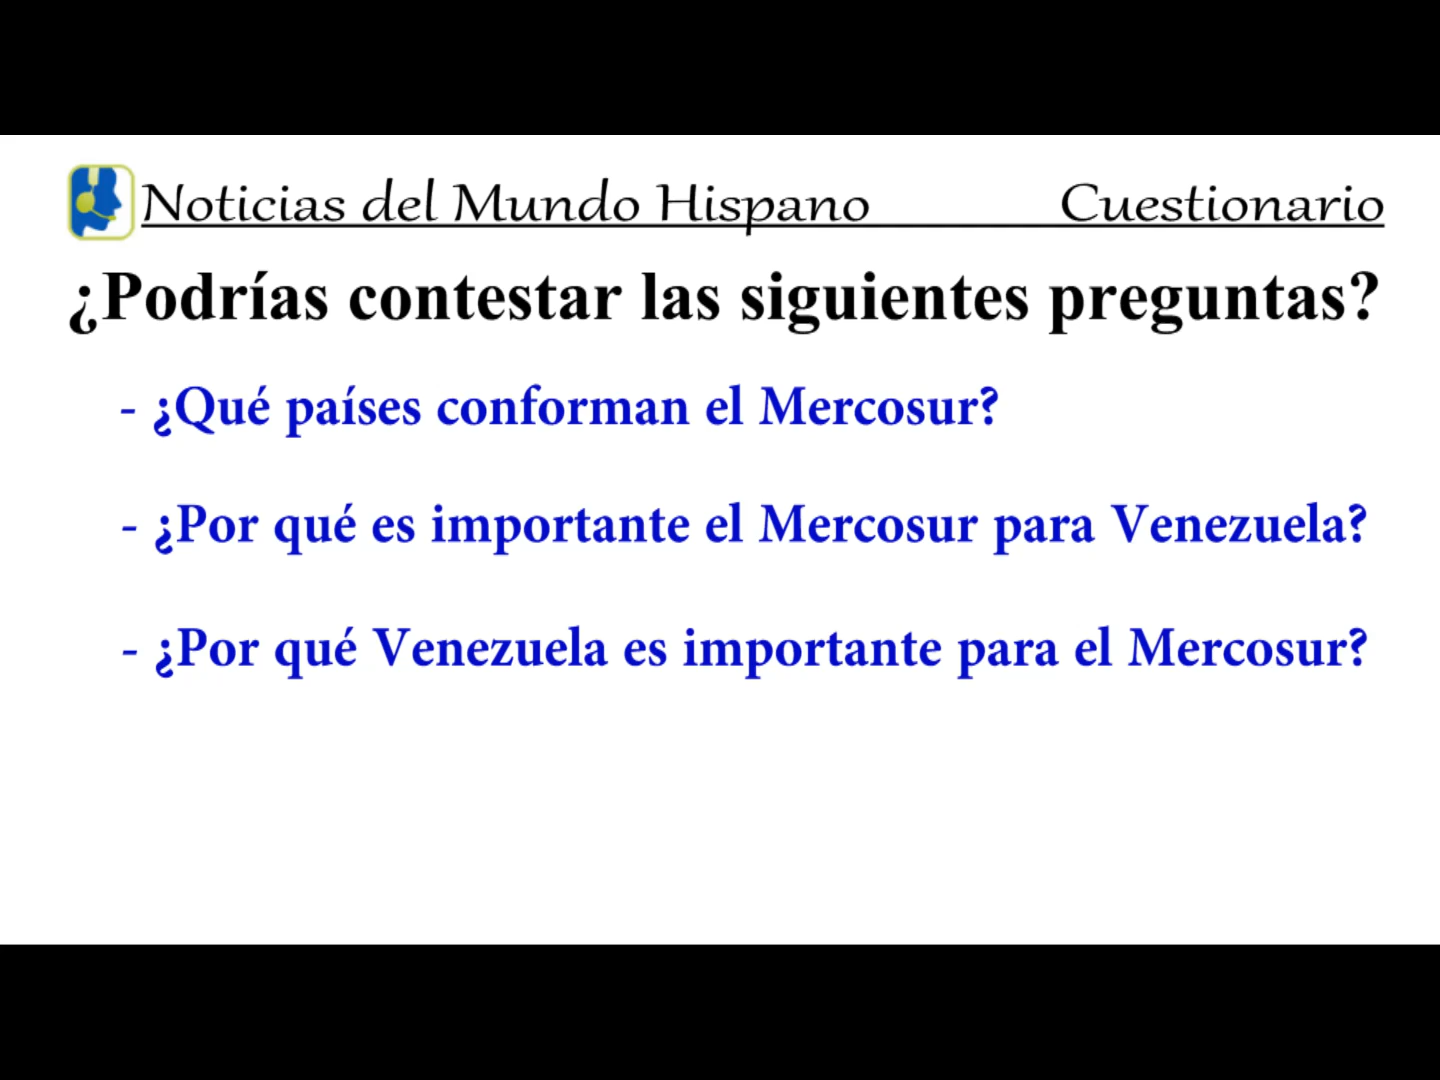 Noticias del Mundo Hispano Cuestionario
¿Podrías contestar las siguientes preguntas?
- ¿Qué países conforman el Mercosur?
- ¿Por qué es importante el Mercosur para Venezuela?
- ¿Por qué Venezuela es importante para el Mercosur?